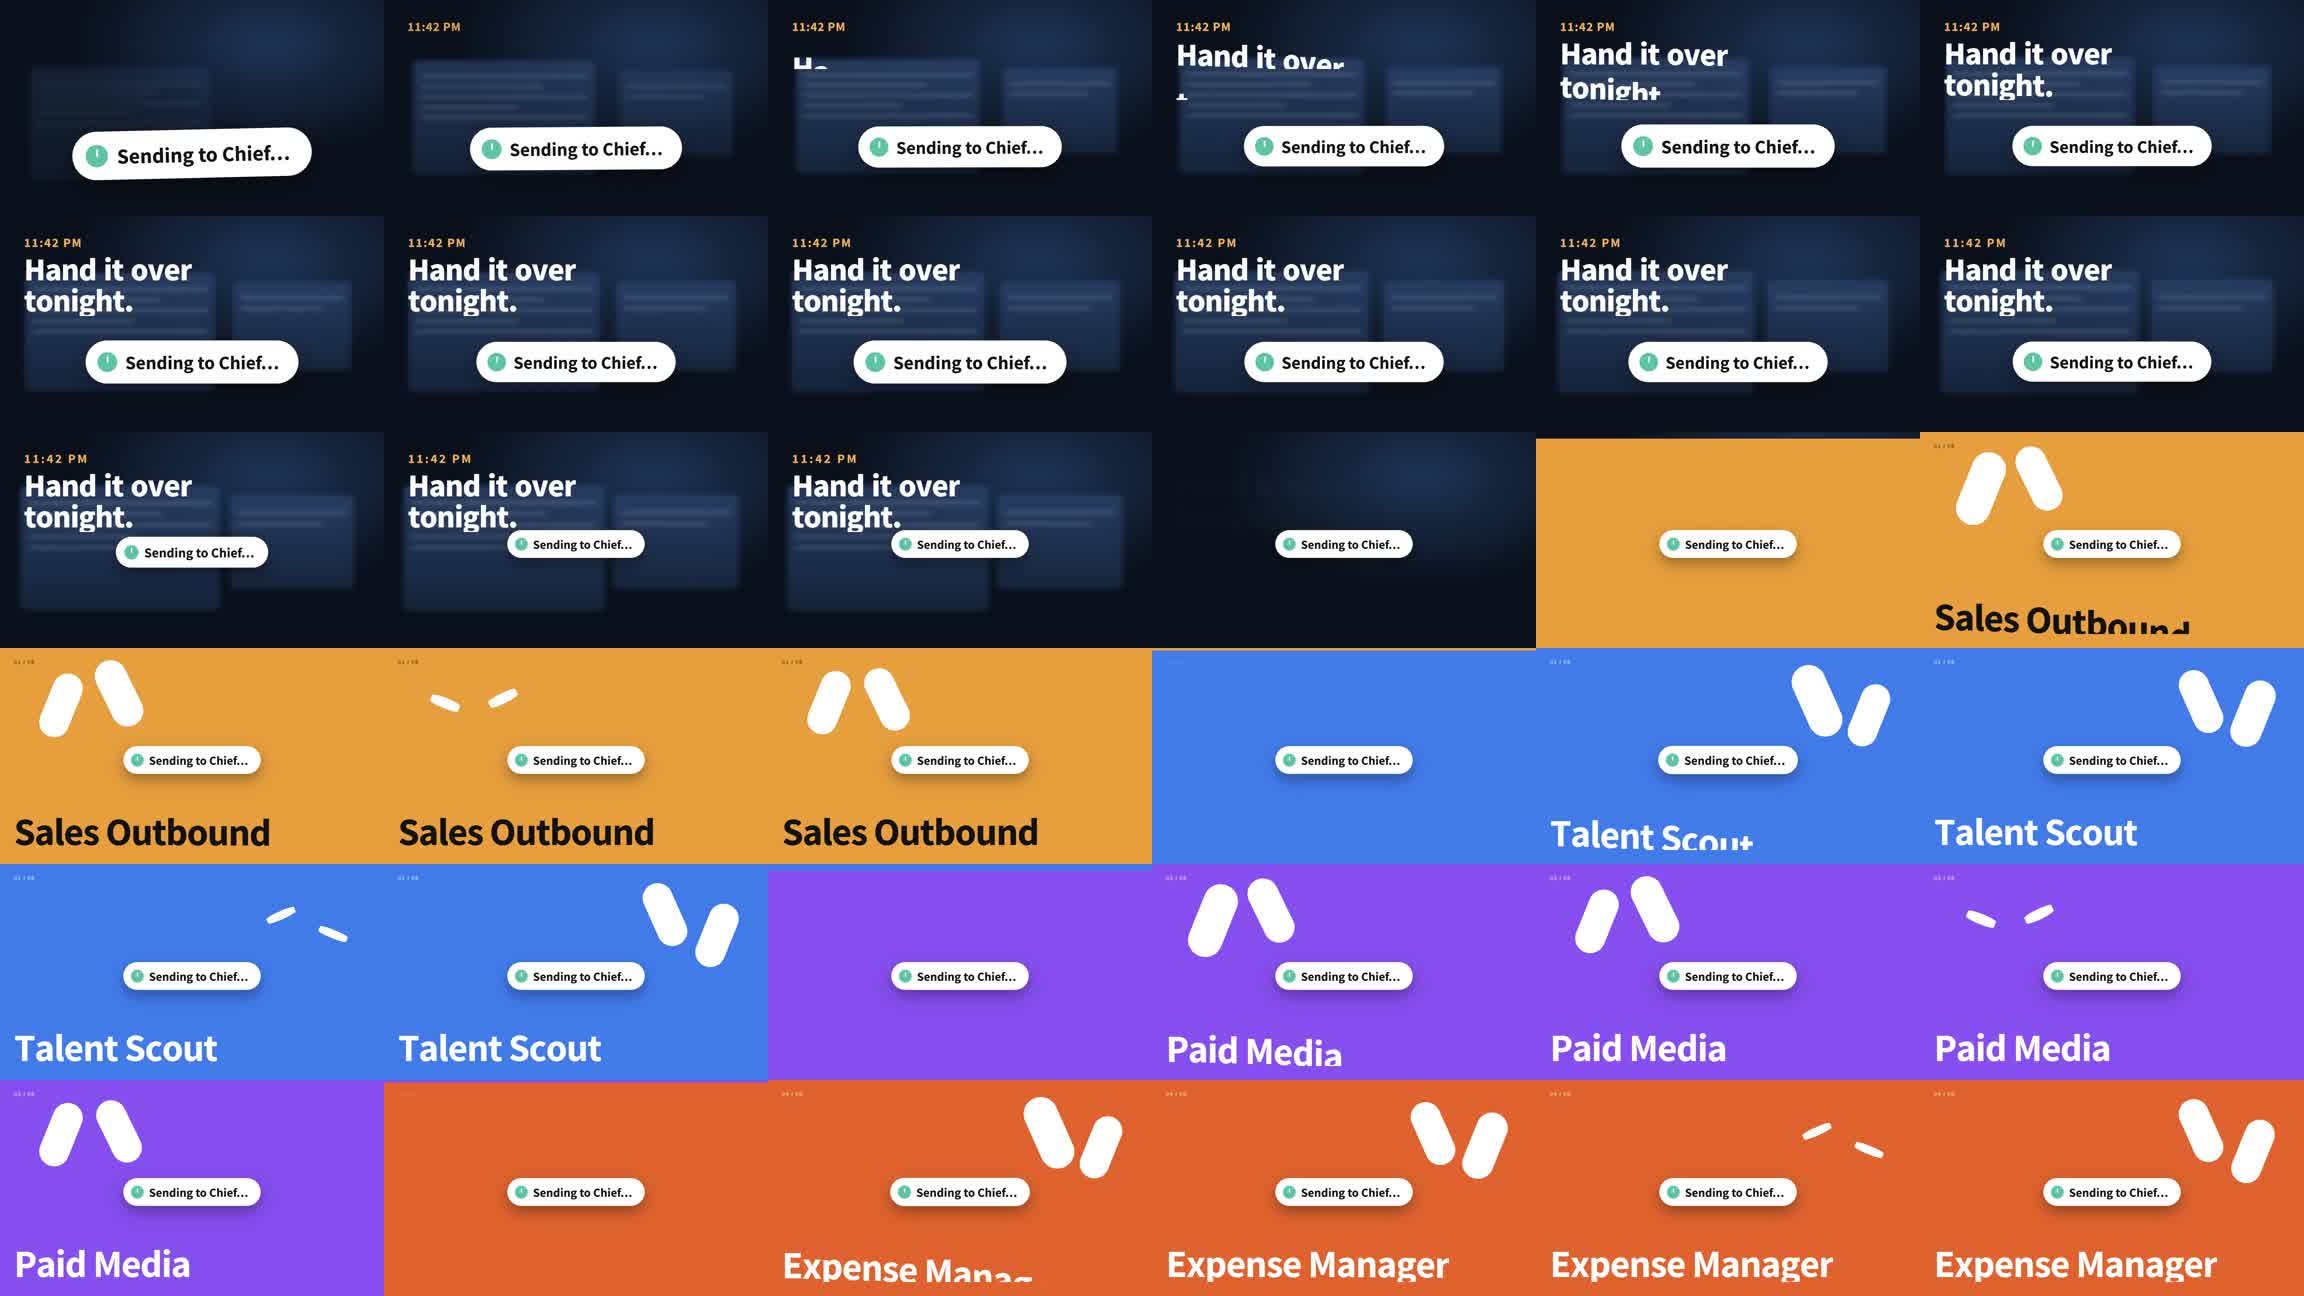 Sending to Chief...
11:42 PM
Sending to Chief...
11:42 PM
Sending to Chief...
11:42 PM
Hand it over
Sending to Chief...
11:42 PM
Hand it over
tonight
Sending to Chief...
11:42 PM
Hand it over
tonight.
Sending to Chief...
11:42 PM
Hand it over
tonight.
Sending to Chief...
11:42 PM
Hand it over
tonight.
Sending to Chief...
11:42 PM
Hand it over
tonight.
Sending to Chief...
11:42 PM
Hand it over
tonight.
Sending to Chief...
11:42 PM
Hand it over
tonight.
Sending to Chief...
11:42 PM
Hand it over
tonight.
Sending to Chief...
11:42 PM
Hand it over
tonight.
Sending to Chief...
11:42 PM
Hand it over
tonight.
Sending to Chief...
11:42 PM
Hand it over
tonight.
Sending to Chief...
Sending to Chief...
Sending to Chief...
Sending to Chief...
Sales Outbound
Sending to Chief...
Sales Outbound
Sending to Chief...
Sales Outbound
Sending to Chief...
Sales Outbound
Sending to Chief...
Sending to Chief...
Talent Scout
Sending to Chief...
Talent Scout
Sending to Chief...
Talent Scout
Sending to Chief...
Talent Scout
Sending to Chief...
Sending to Chief...
Paid Media
Sending to Chief...
Paid Media
Sending to Chief...
Paid Media
Sending to Chief...
Paid Media
Sending to Chief...
Sending to Chief...
Expense Manag
Sending to Chief...
Expense Manager
Sending to Chief...
Expense Manager
Sending to Chief...
Expense Manager